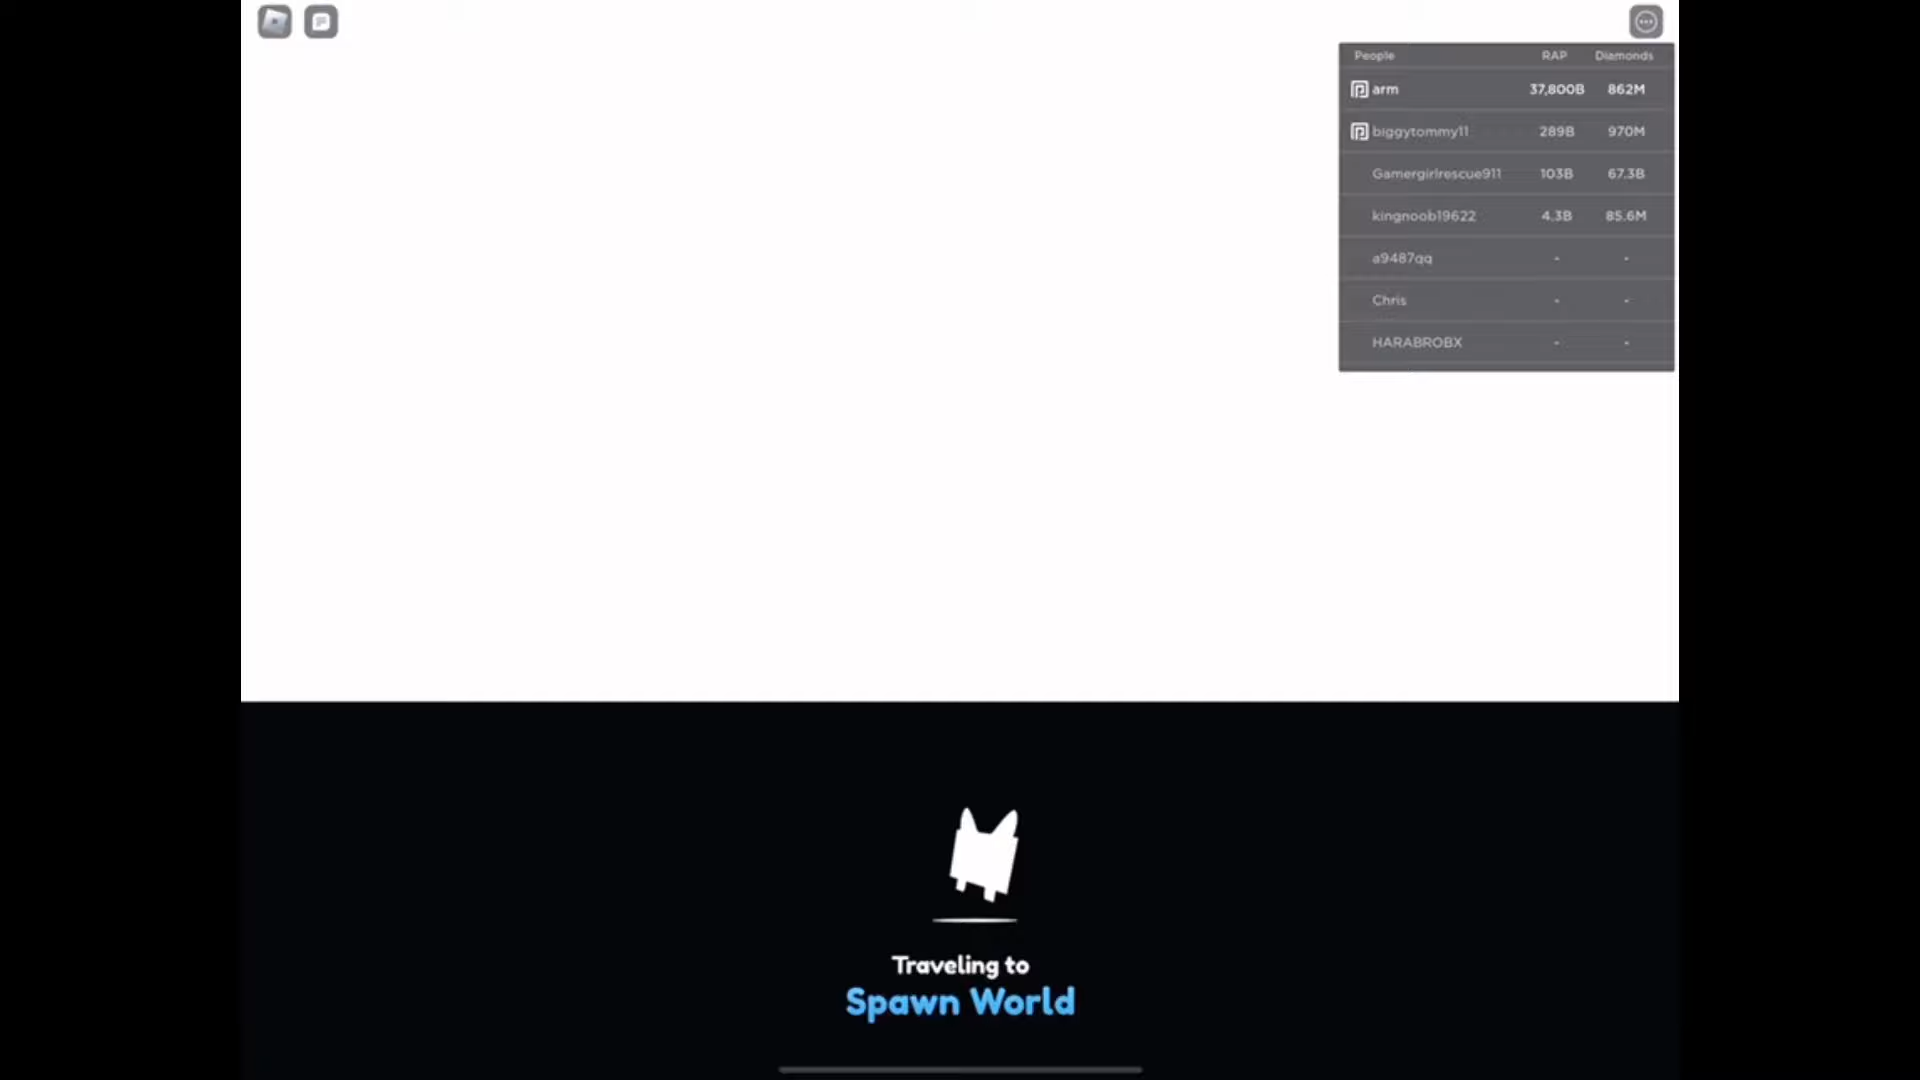 People RAP Diamonds
arm 37,800B 862M
biggytommy11 289B 970M
Gamergirlrescue911 103B 67.3B
kingnoob19622 4.3B 85.6M
a9487qq - -
Chris - -
HARABROBX - -
Traveling to
Spawn World